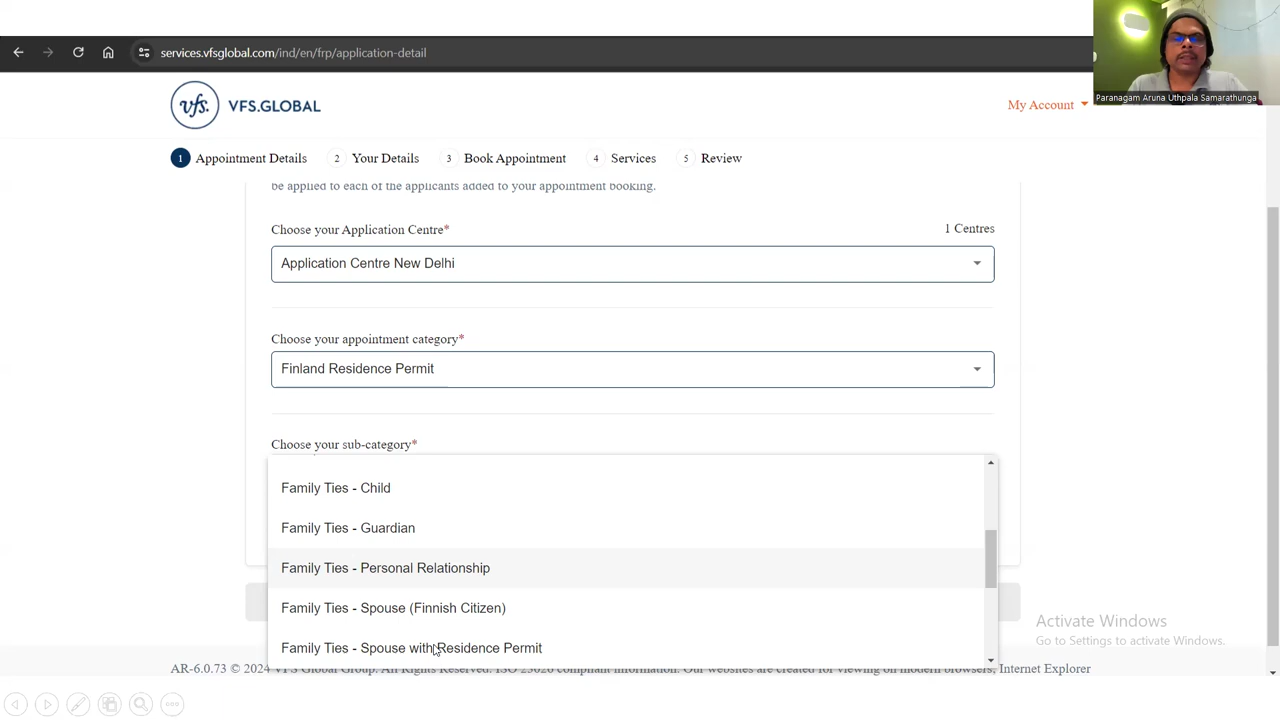 services.vfsglobal.com/ind/en/frp/application-detail
Paranagam Aruna Uthpala Samarathunga
vfs. VFS.GLOBAL
My Account
1 Appointment Details 2 Your Details 3 Book Appointment 4 Services 5 Review
be applied to each of the applicants added to your appointment booking.
Choose your Application Centre* 1 Centres
Application Centre New Delhi
Choose your appointment category*
Finland Residence Permit
Choose your sub-category*
Family Ties - Child
Family Ties - Guardian
Family Ties - Personal Relationship
Family Ties - Spouse (Finnish Citizen)
Family Ties - Spouse with Residence Permit
Activate Windows
Go to Settings to activate Windows.
AR-6.0.73 © 2024 VFS Global Group. All Rights Reserved. ISO 23026 compliant information. Our websites are created for viewing on modern browsers, Internet Explorer